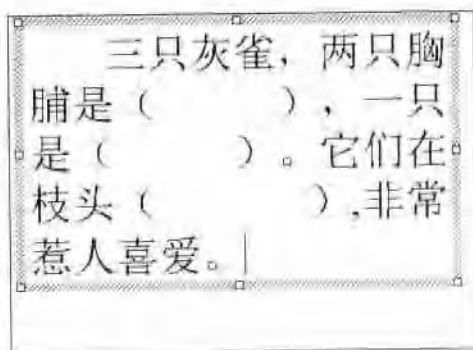 三只灰雀，两只胸
脯是（　　　），一只
是（　　　）。它们在
枝头（　　　）,非常
惹人喜爱。